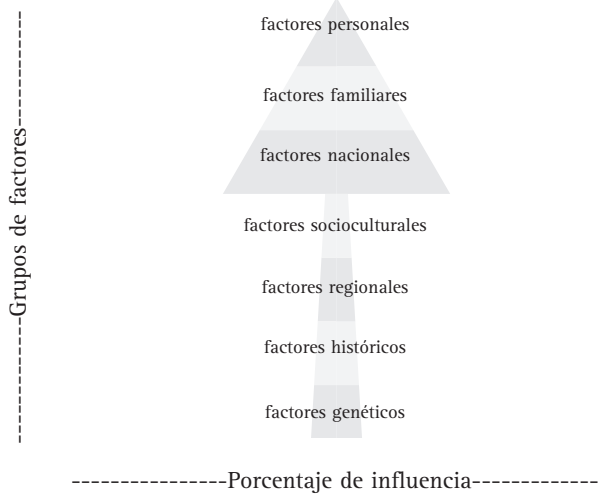 factores personales
factores familiares
factores nacionales
factores socioculturales
factores regionales
factores históricos
factores genéticos
Grupos de factores
Porcentaje de influencia